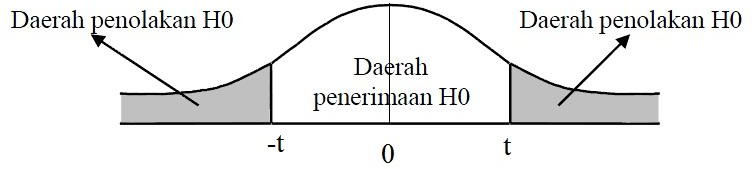 Daerah penolakan H0
Daerah penolakan H0
Daerah
penerimaan H0
-t
0
t